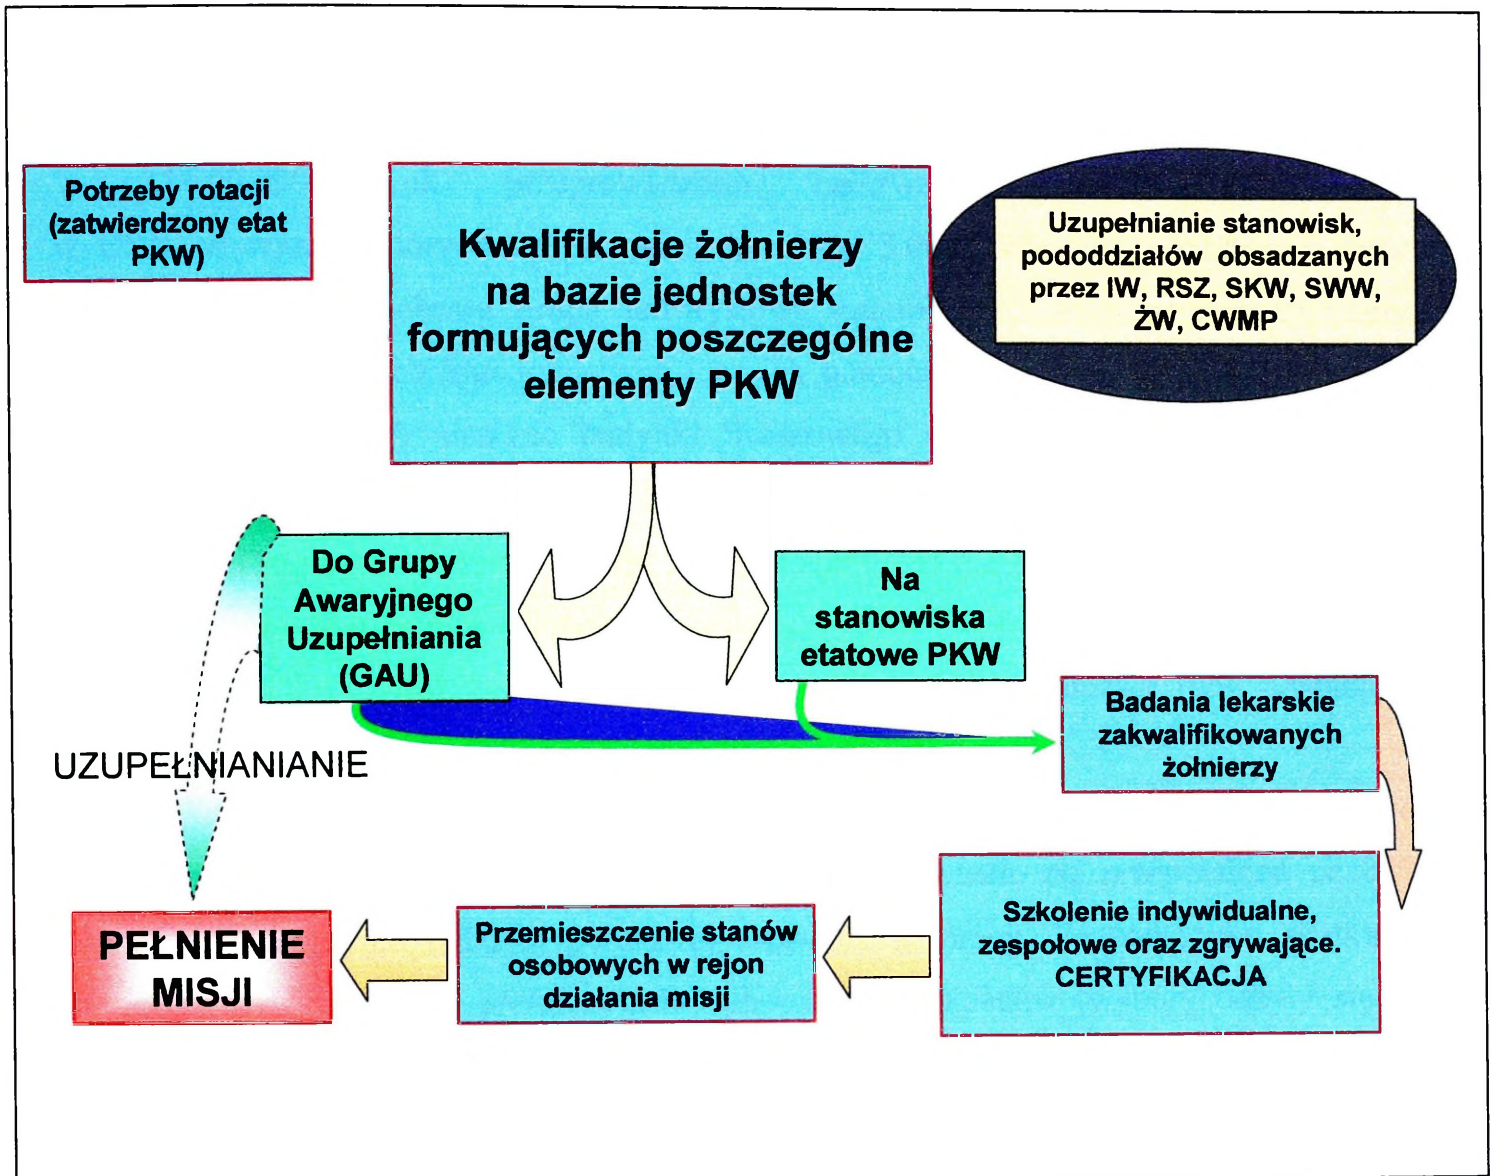 Potrzeby rotacji
(zatwierdzony etat
PKW)
Kwalifikacje żołnierzy
na bazie jednostek
formujących poszczególne
elementy PKW
Uzupełnianie stanowisk,
pododdziałów obsadzanych
przez IW, RSZ, SKW, SWW,
ŻW, CWMP
Do Grupy
Awaryjnego
Uzupełniania
(GAU)
Na
stanowiska
etatowe PKW
Badania lekarskie
zakwalifikowanych
żołnierzy
UZUPEŁNIANIANIE
Szkolenie indywidualne,
zespołowe oraz zgrywające.
CERTYFIKACJA
Przemieszczenie stanów
osobowych w rejon
działania misji
PEŁNIENIE
MISJI